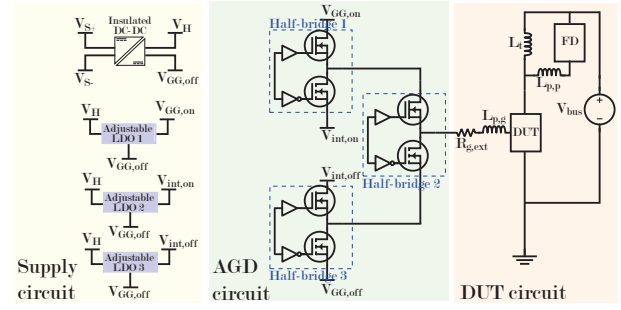 Insulated
DC-DC
V_S+
V_H
V_S-
V_GG,off
V_H
V_GG,on
Adjustable
LDO 1
V_GG,off
V_H
V_int,on
Adjustable
LDO 2
V_GG,off
V_H
V_int,off
Adjustable
LDO 3
V_GG,off
Supply
circuit
V_GG,on
Half-bridge 1
V_int,on
Half-bridge 2
V_int,off
Half-bridge 3
V_GG,off
AGD
circuit
L_t
FD
L_p,p
V_bus
L_p,g
R_g,ext
DUT
+
-
DUT circuit